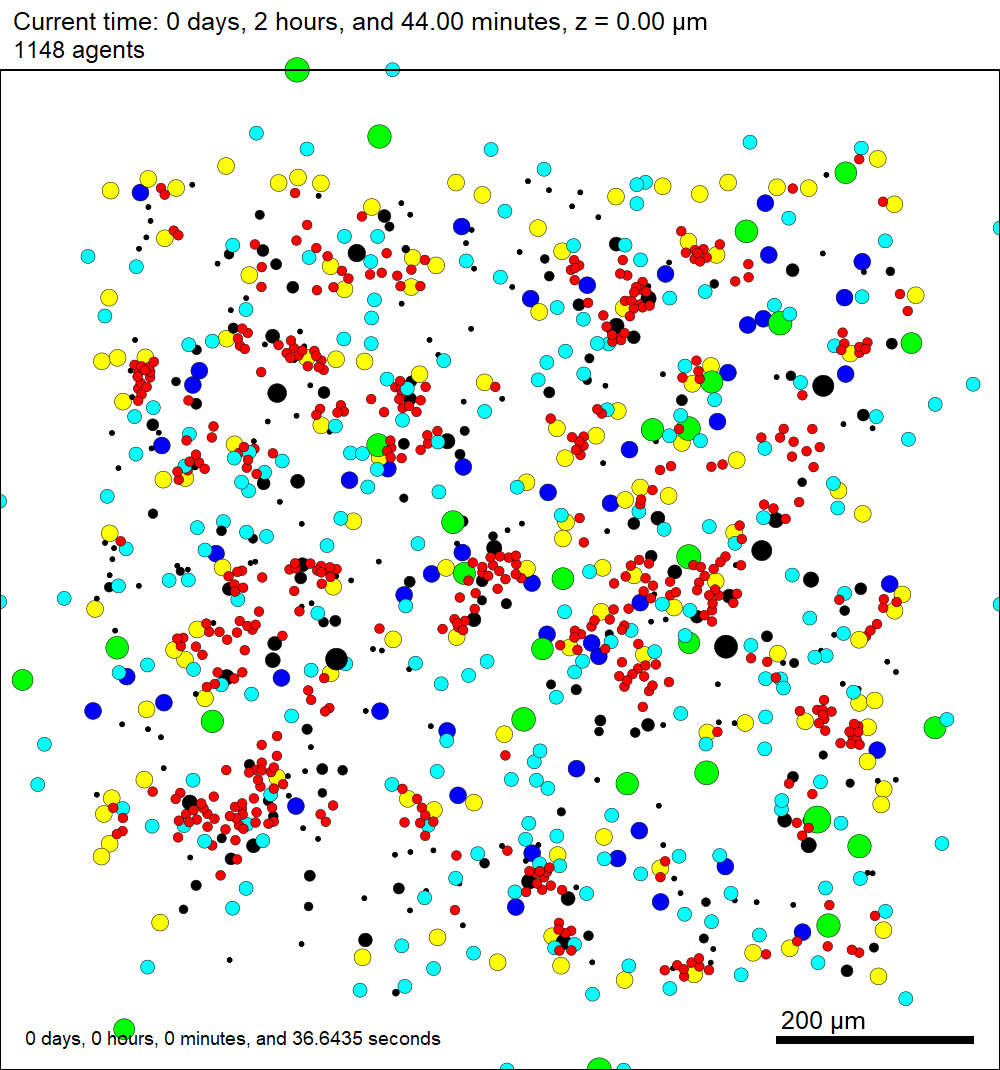 Current time: 0 days, 2 hours, and 44.00 minutes, z = 0.00 μm
1148 agents
200 μm
0 days, 0 hours, 0 minutes, and 36.6435 seconds